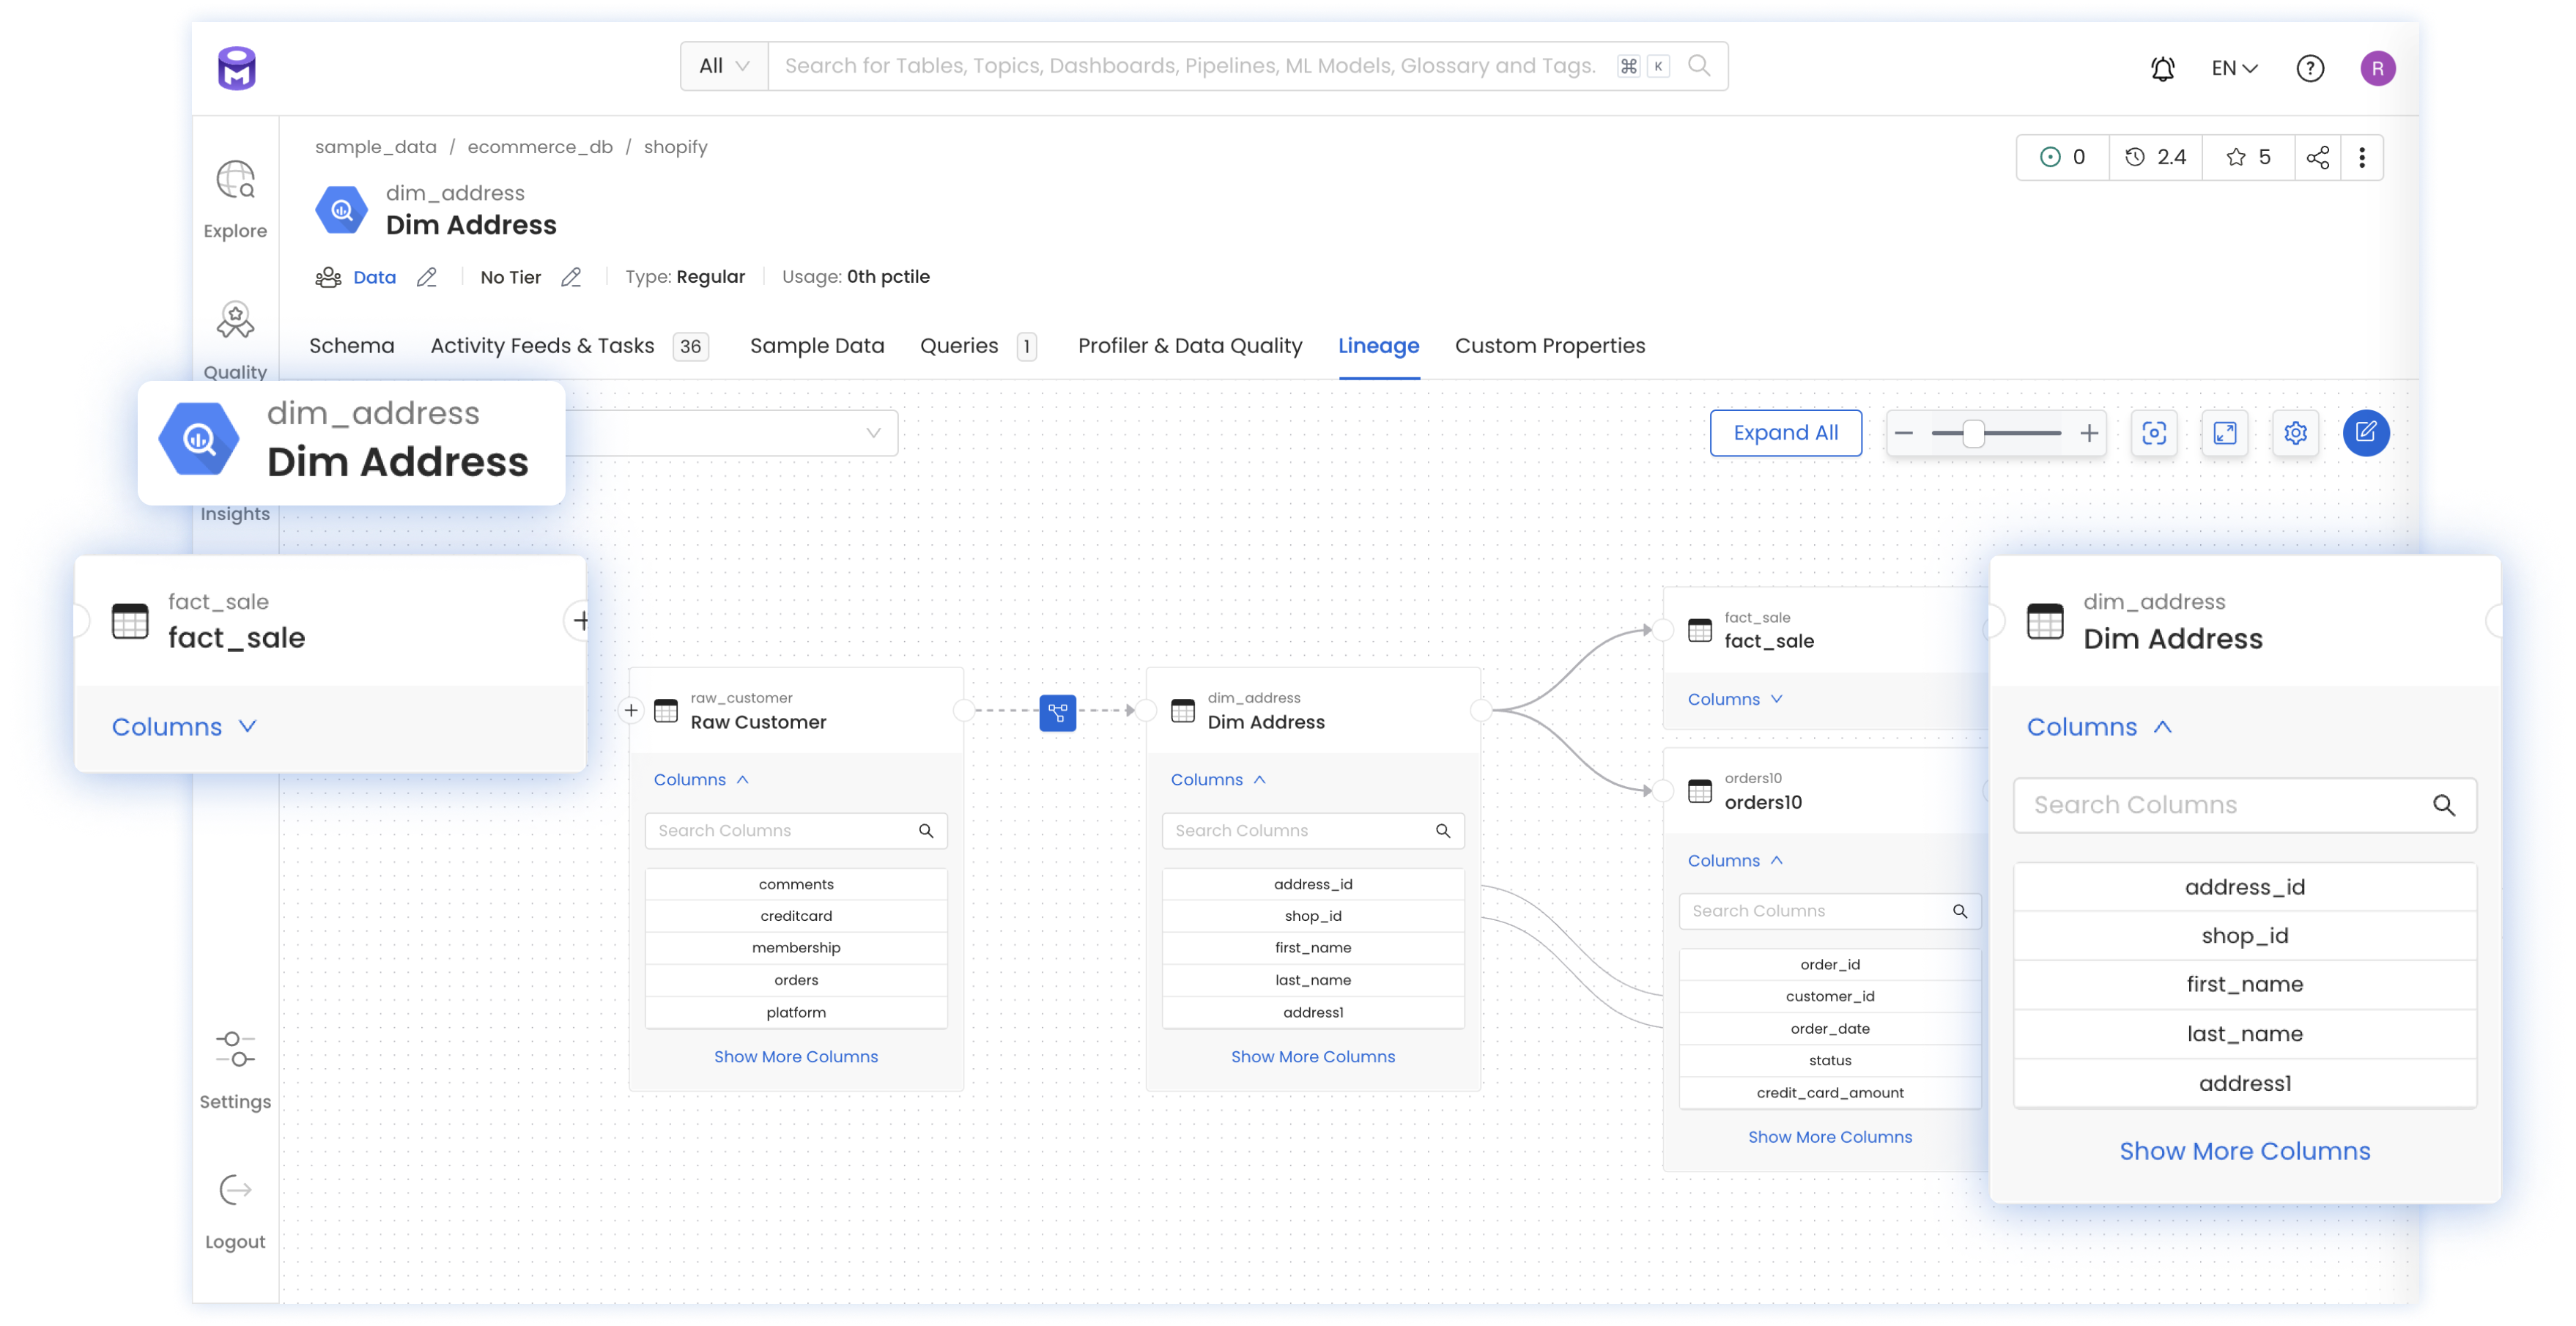 All
Search for Tables, Topics, Dashboards, Pipelines, ML Models, Glossary and Tags.
⌘ K
EN
?
R
Explore
Quality
Insights
Settings
Logout
sample_data / ecommerce_db / shopify
0
2.4
5
dim_address
Dim Address
Data
No Tier
Type: Regular
Usage: 0th pctile
Schema
Activity Feeds & Tasks 36
Sample Data
Queries 1
Profiler & Data Quality
Lineage
Custom Properties
dim_address
Dim Address
Expand All
fact_sale
fact_sale
Columns
raw_customer
Raw Customer
Columns
Search Columns
comments
creditcard
membership
orders
platform
Show More Columns
dim_address
Dim Address
Columns
Search Columns
address_id
shop_id
first_name
last_name
address1
Show More Columns
fact_sale
fact_sale
Columns
orders10
orders10
Columns
Search Columns
order_id
customer_id
order_date
status
credit_card_amount
Show More Columns
dim_address
Dim Address
Columns
Search Columns
address_id
shop_id
first_name
last_name
address1
Show More Columns